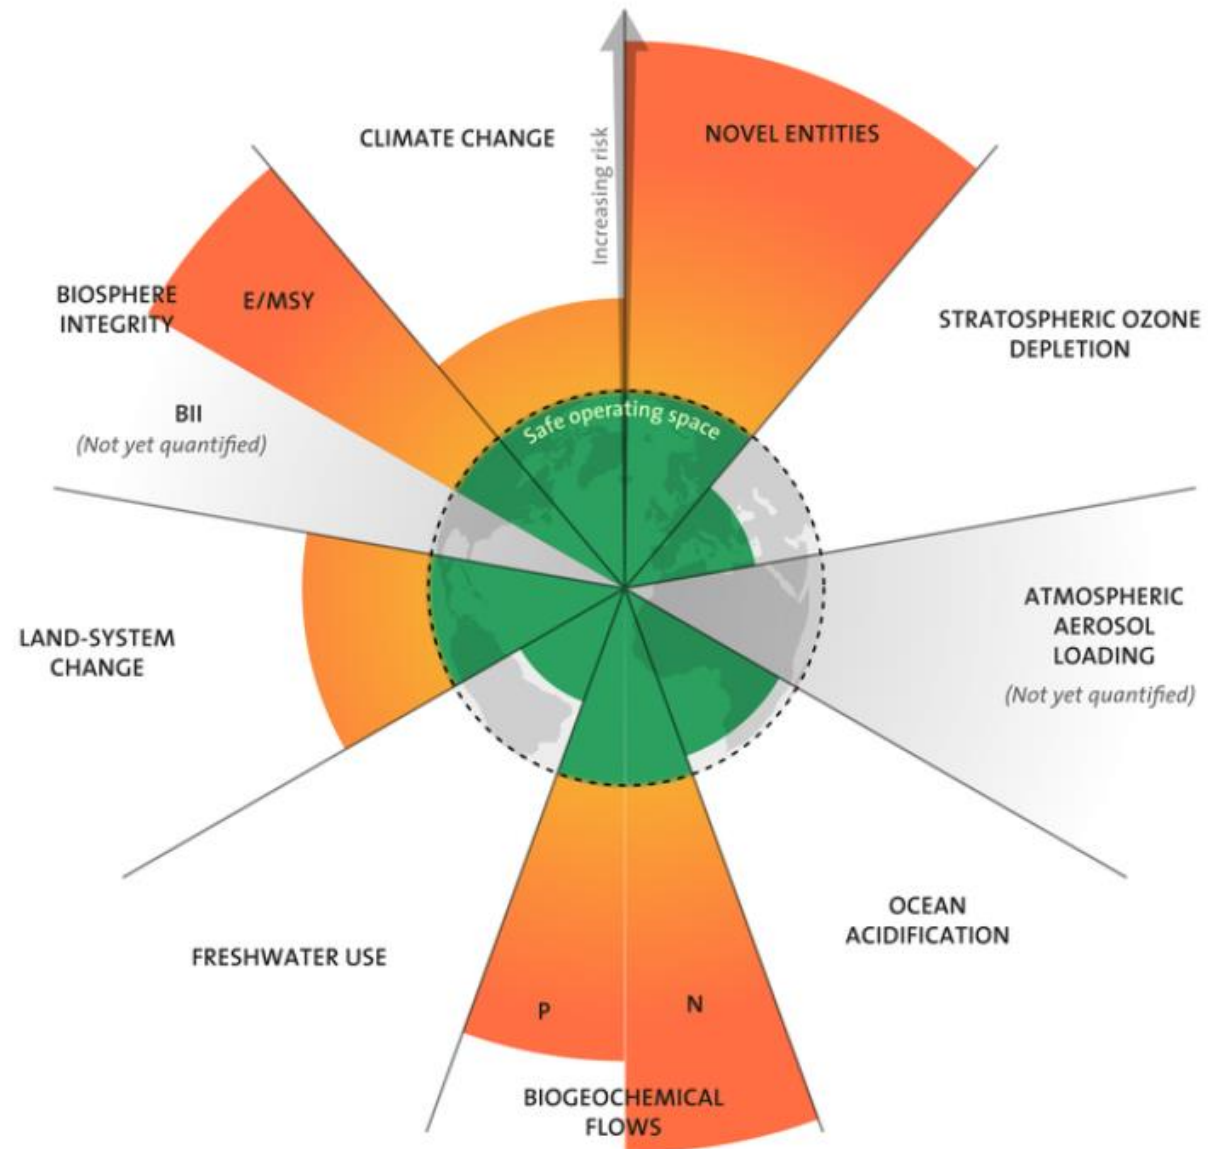 CLIMATE CHANGE
Increasing risk
NOVEL ENTITIES
BIOSPHERE
INTEGRITY
E/MSY
STRATOSPHERIC OZONE
DEPLETION
BII
(Not yet quantified)
Safe operating space
LAND-SYSTEM
CHANGE
ATMOSPHERIC
AEROSOL
LOADING
(Not yet quantified)
FRESHWATER USE
OCEAN
ACIDIFICATION
P
N
BIOGEOCHEMICAL
FLOWS